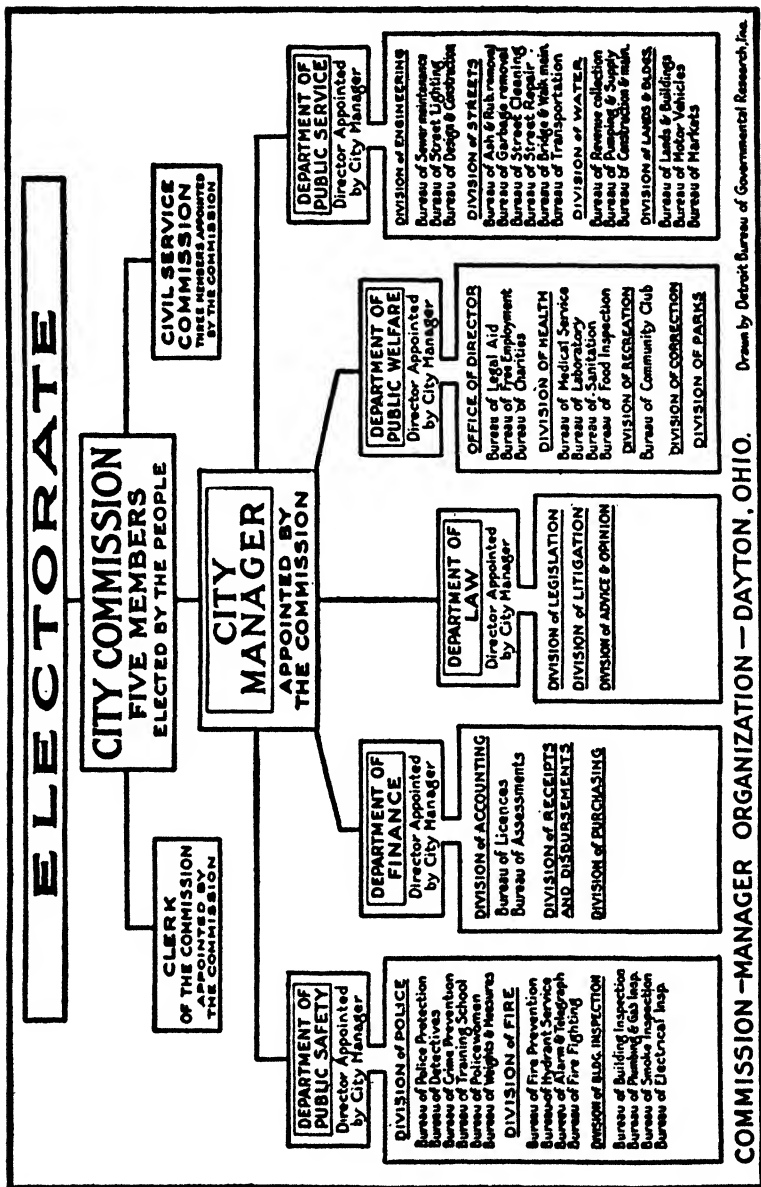 ELECTORATE
CITY COMMISSION
FIVE MEMBERS
ELECTED BY THE PEOPLE
CLERK
OF THE COMMISSION
APPOINTED BY
THE COMMISSION
CIVIL SERVICE
COMMISSION
THREE MEMBERS APPOINTED
BY THE COMMISSION
CITY
MANAGER
APPOINTED BY
THE COMMISSION
DEPARTMENT OF
PUBLIC SAFETY
Director Appointed
by City Manager
DIVISION of POLICE
Bureau of Police Protection
Bureau of Detectives
Bureau of Crime Prevention
Bureau of Training School
Bureau of Policewomen
Bureau of Weights & Measures
DIVISION of FIRE
Bureau of Fire Prevention
Bureau of Hydrant Service
Bureau of Alarm & Telegraph
Bureau of Fire Fighting
DIVISION of BLDG. INSPECTION
Bureau of Building Inspection
Bureau of Plumbing & Gas Insp.
Bureau of Smoke Inspection
Bureau of Electrical Insp.
DEPARTMENT OF
FINANCE
Director Appointed
by City Manager
DIVISION of ACCOUNTING
Bureau of Licences
Bureau of Assessments
DIVISION of RECEIPTS
AND DISBURSEMENTS
DIVISION of PURCHASING
DEPARTMENT OF
LAW
Director Appointed
by City Manager
DIVISION of LEGISLATION
DIVISION of LITIGATION
DIVISION of ADVICE & OPINION
DEPARTMENT OF
PUBLIC WELFARE
Director Appointed
by City Manager
OFFICE OF DIRECTOR
Bureau of Legal Aid
Bureau of Free Employment
Bureau of Charities
DIVISION of HEALTH
Bureau of Medical Service
Bureau of Laboratory
Bureau of Sanitation
Bureau of Food Inspection
DIVISION of RECREATION
Bureau of Community Club
DIVISION of CORRECTION
DIVISION OF PARKS
DEPARTMENT OF
PUBLIC SERVICE
Director Appointed
by City Manager
DIVISION of ENGINEERING
Bureau of Sewer maintenance
Bureau of Street Lighting
Bureau of Design & Construction
DIVISION of STREETS
Bureau of Ash & Rub. removal
Bureau of Garbage removal
Bureau of Street Cleaning
Bureau of Street Repair
Bureau of Bridge & Walk main.
Bureau of Transportation
DIVISION of WATER
Bureau of Revenue collection
Bureau of Pumping & Supply
Bureau of Construction & main.
DIVISION of LANDS & BLDGS.
Bureau of Lands & Buildings
Bureau of Motor Vehicles
Bureau of Markets
COMMISSION-MANAGER ORGANIZATION — DAYTON, OHIO. Drawn by Detroit Bureau of Governmental Research, Inc.